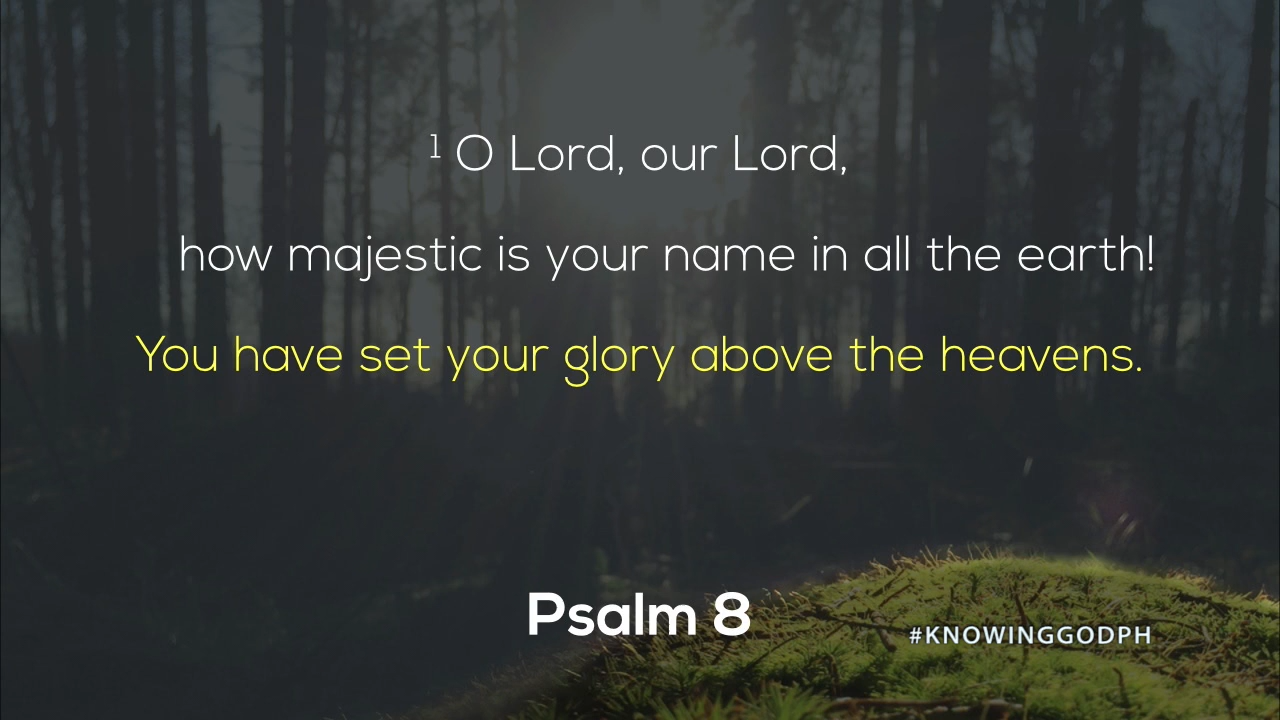 ¹ O Lord, our Lord,
how majestic is your name in all the earth!
You have set your glory above the heavens.
Psalm 8
#KNOWINGGODPH